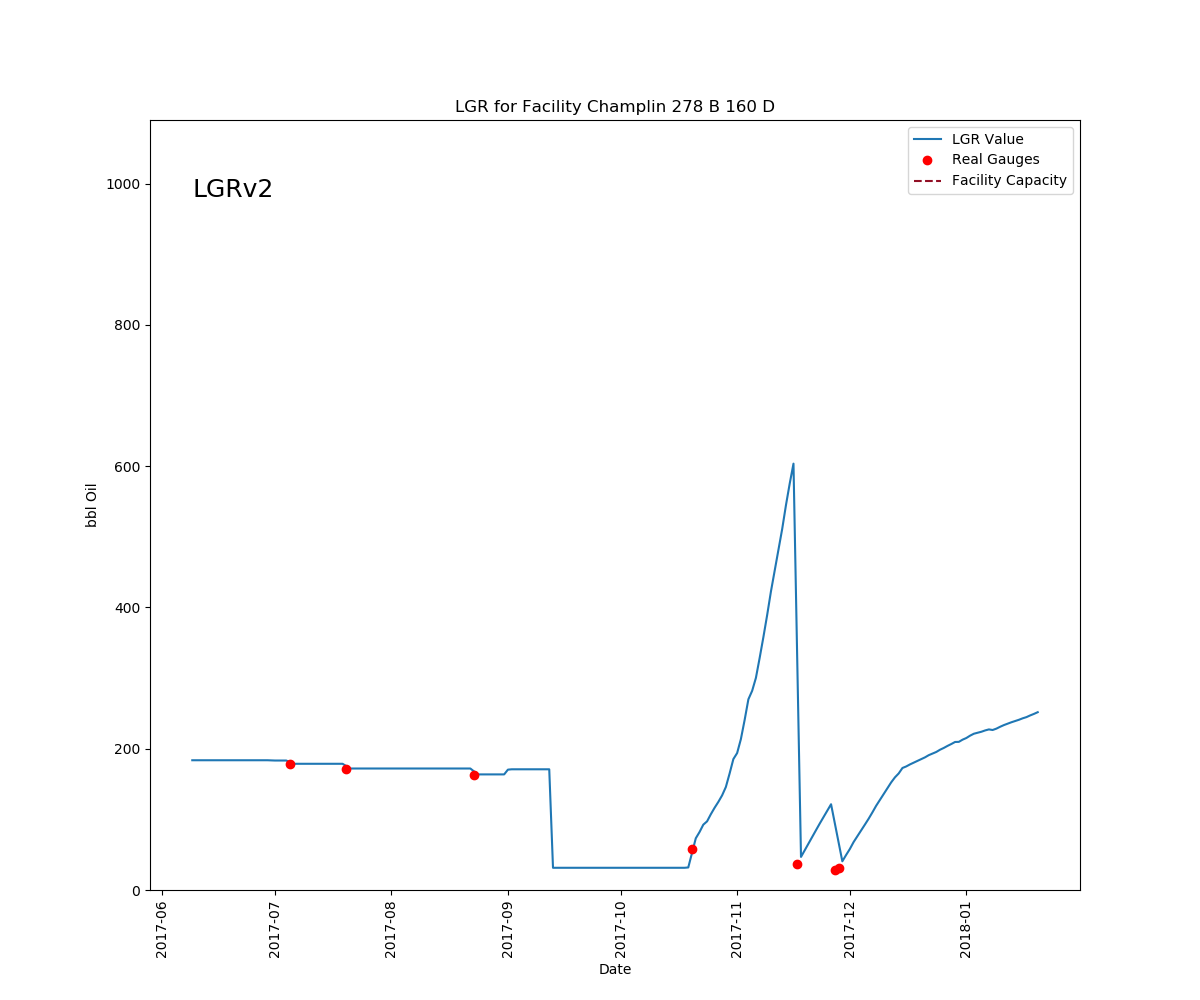 LGR for Facility Champlin 278 B 160 D
LGRv2
LGR Value
Real Gauges
Facility Capacity
1000
800
600
400
200
0
bbl Oil
2017-06
2017-07
2017-08
2017-09
2017-10
2017-11
2017-12
2018-01
Date